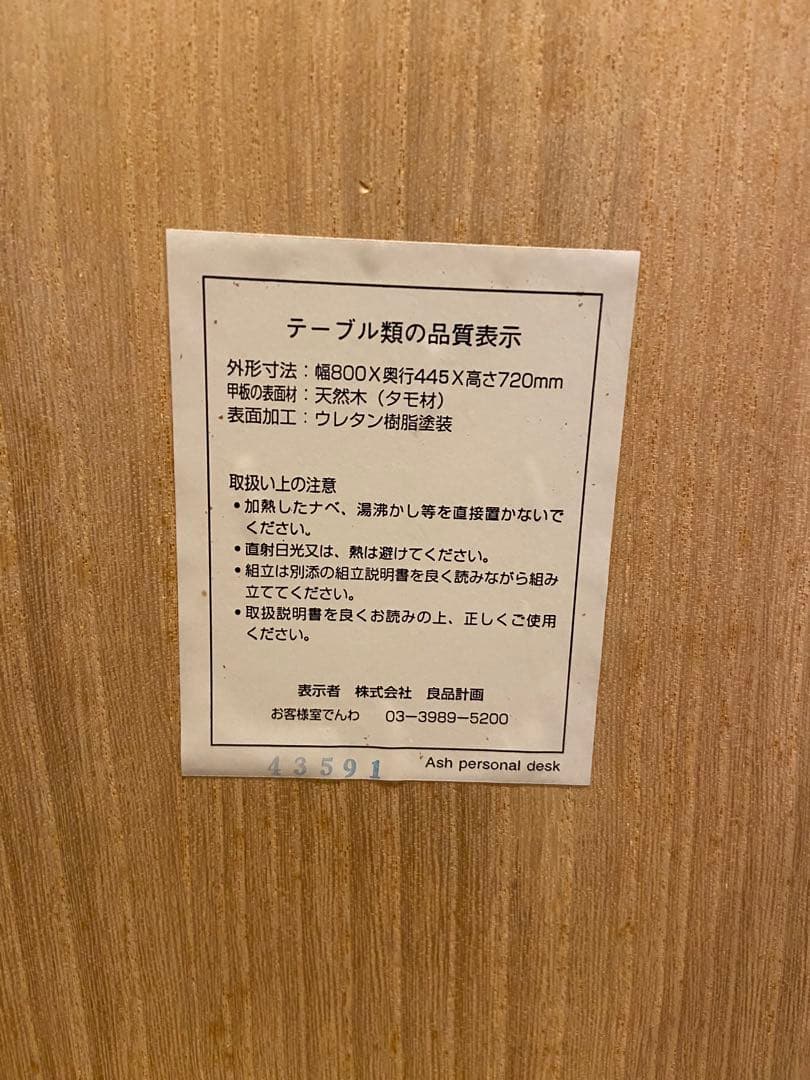 テーブル類の品質表示
外形寸法：幅800X奥行445X高さ720mm
甲板の表面材：天然木（タモ材）
表面加工：ウレタン樹脂塗装
取扱い上の注意
●加熱したナベ、湯沸かし等を直接置かないで
ください。
●直射日光又は、熱は避けてください。
●組立は別添の組立説明書を良く読みながら組み
立ててください。
●取扱説明書を良くお読みの上、正しくご使用
ください。
表示者 株式会社 良品計画
お客様室でんわ 03-3989-5200
43591 Ash personal desk